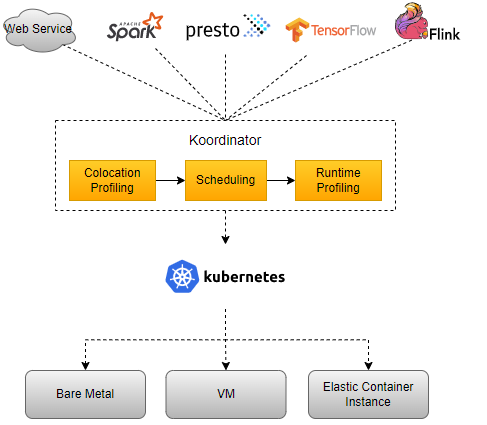 Web Service
APACHE
Spark
presto
TensorFlow
Flink
Koordinator
Colocation
Profiling
Scheduling
Runtime
Profiling
kubernetes
Bare Metal
VM
Elastic Container
Instance